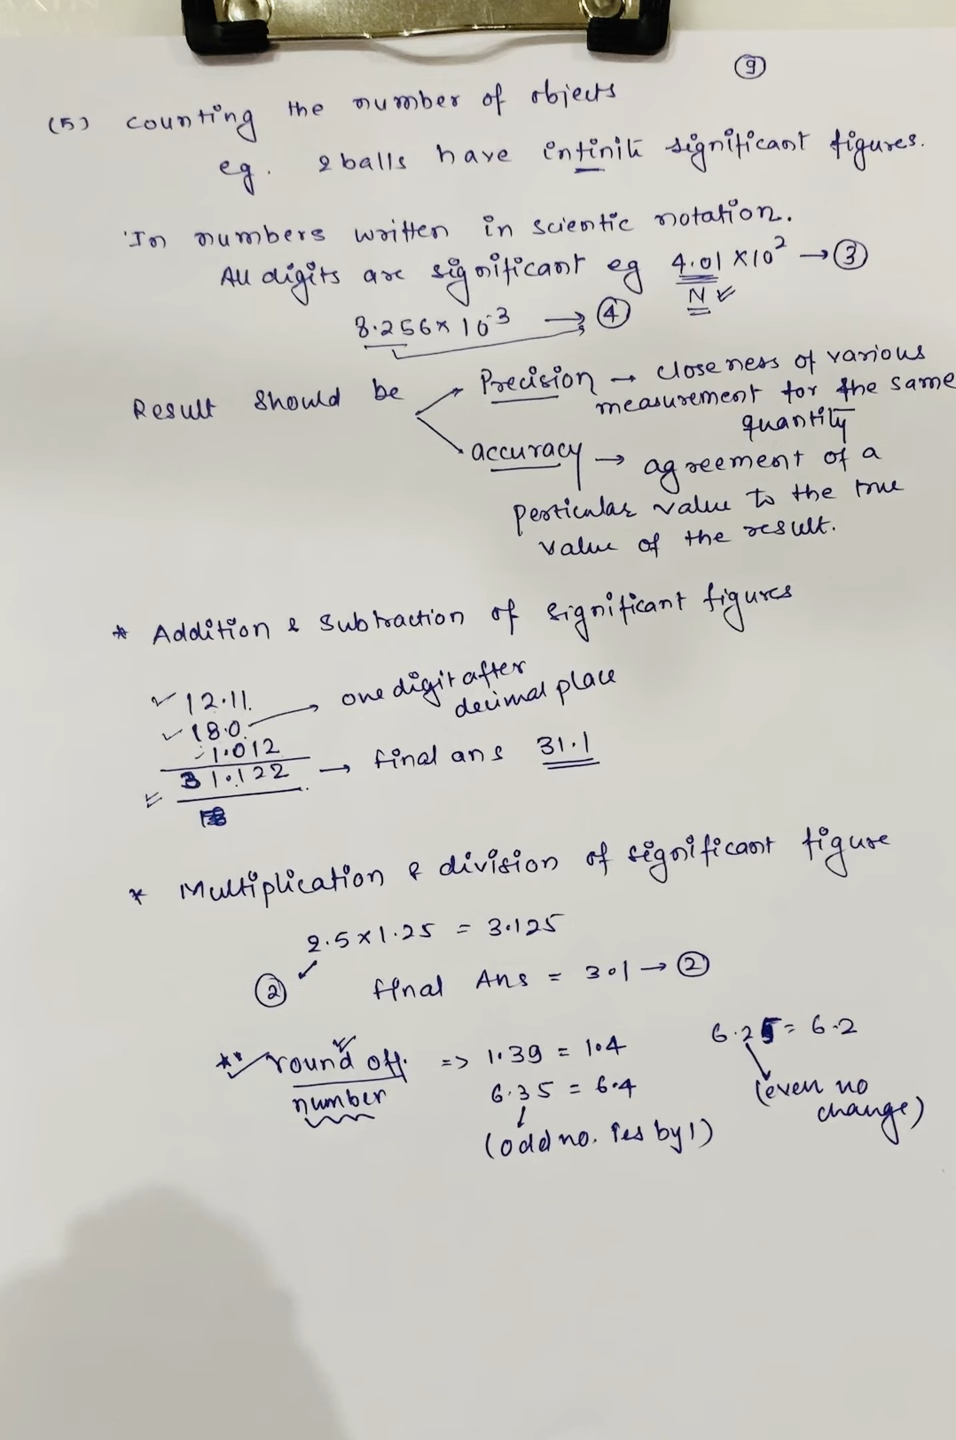 9
(5) counting the number of objects
eg. 2 balls have infinite significant figures.
In numbers written in scientic notation.
All digits are significant eg 4.01 × 10² → 3
N
8.256 × 10⁻³ → 4
Result should be
Precision → closeness of various
measurement for the same
quantity
accuracy → agreement of a
perticular value to the true
value of the result.
* Addition & subtraction of significant figures
12.11
18.0 → one digit after
decimal place
1.012
31.122 → final ans 31.1
* Multiplication & division of significant figure
2.5 × 1.25 = 3.125
2
final Ans = 3.1 → 2
** round off. => 1.39 = 1.4
number
6.35 = 6.4
(odd no. ies by 1)
6.25 = 6.2
(even no
change)